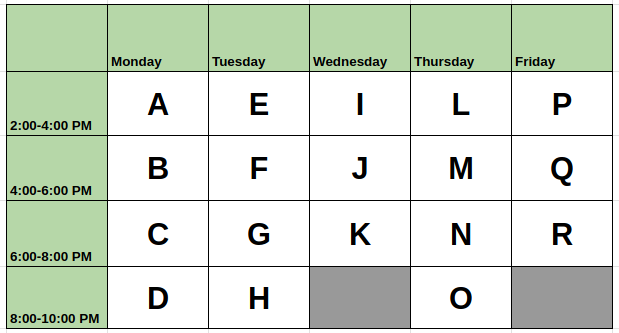 Monday Tuesday Wednesday Thursday Friday
2:00-4:00 PM A E I L P
4:00-6:00 PM B F J M Q
6:00-8:00 PM C G K N R
8:00-10:00 PM D H O